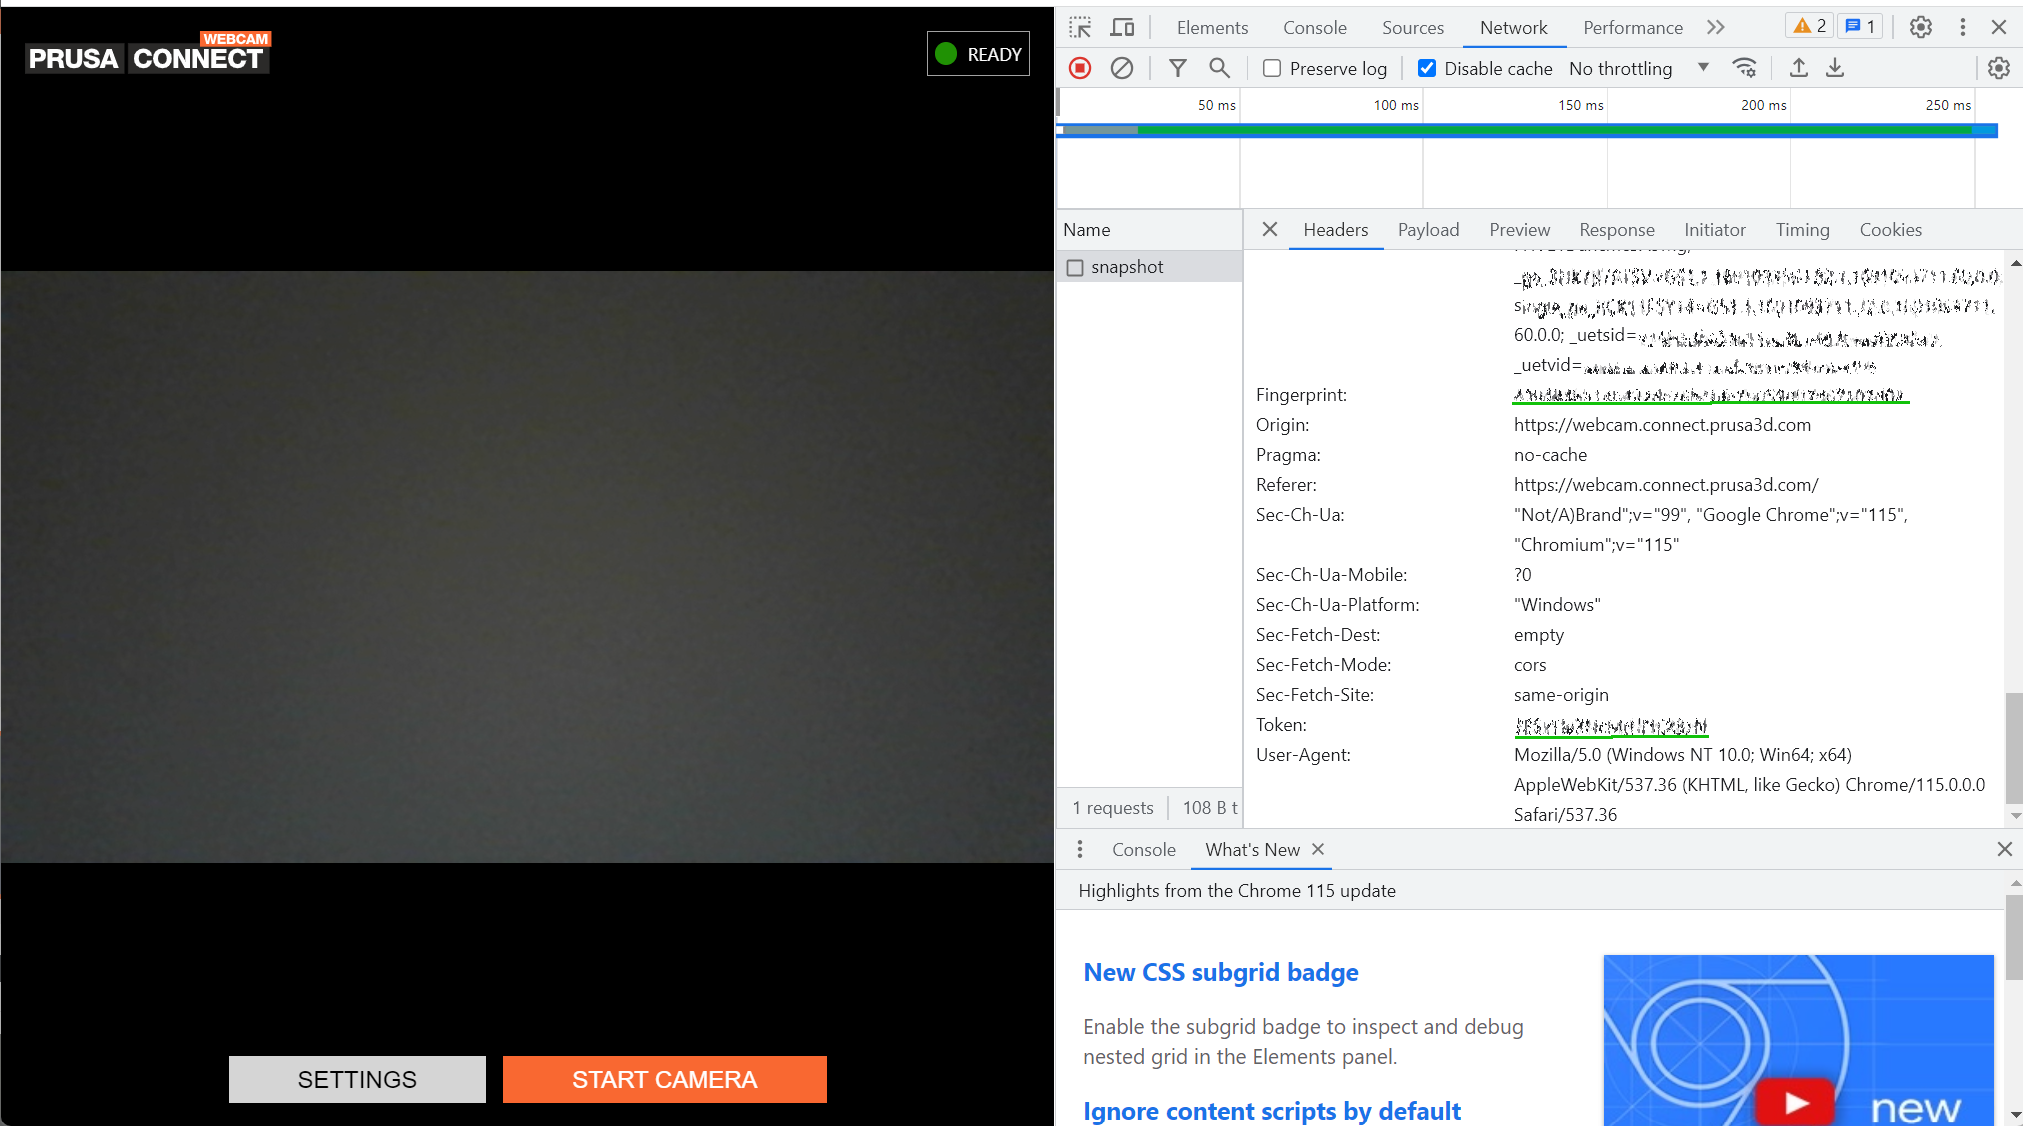 WEBCAM
PRUSA CONNECT
READY
SETTINGS
START CAMERA
Elements Console Sources Network Performance 2 1
Preserve log Disable cache No throttling
50 ms 100 ms 150 ms 200 ms 250 ms
Name
snapshot
1 requests 108 B t
Headers Payload Preview Response Initiator Timing Cookies
60.0.0; _uetsid=
_uetvid=
Fingerprint:
Origin: https://webcam.connect.prusa3d.com
Pragma: no-cache
Referer: https://webcam.connect.prusa3d.com/
Sec-Ch-Ua: "Not/A)Brand";v="99", "Google Chrome";v="115",
"Chromium";v="115"
Sec-Ch-Ua-Mobile: ?0
Sec-Ch-Ua-Platform: "Windows"
Sec-Fetch-Dest: empty
Sec-Fetch-Mode: cors
Sec-Fetch-Site: same-origin
Token:
User-Agent: Mozilla/5.0 (Windows NT 10.0; Win64; x64)
AppleWebKit/537.36 (KHTML, like Gecko) Chrome/115.0.0.0
Safari/537.36
Console What's New
Highlights from the Chrome 115 update
New CSS subgrid badge
Enable the subgrid badge to inspect and debug
nested grid in the Elements panel.
Ignore content scripts by default
new